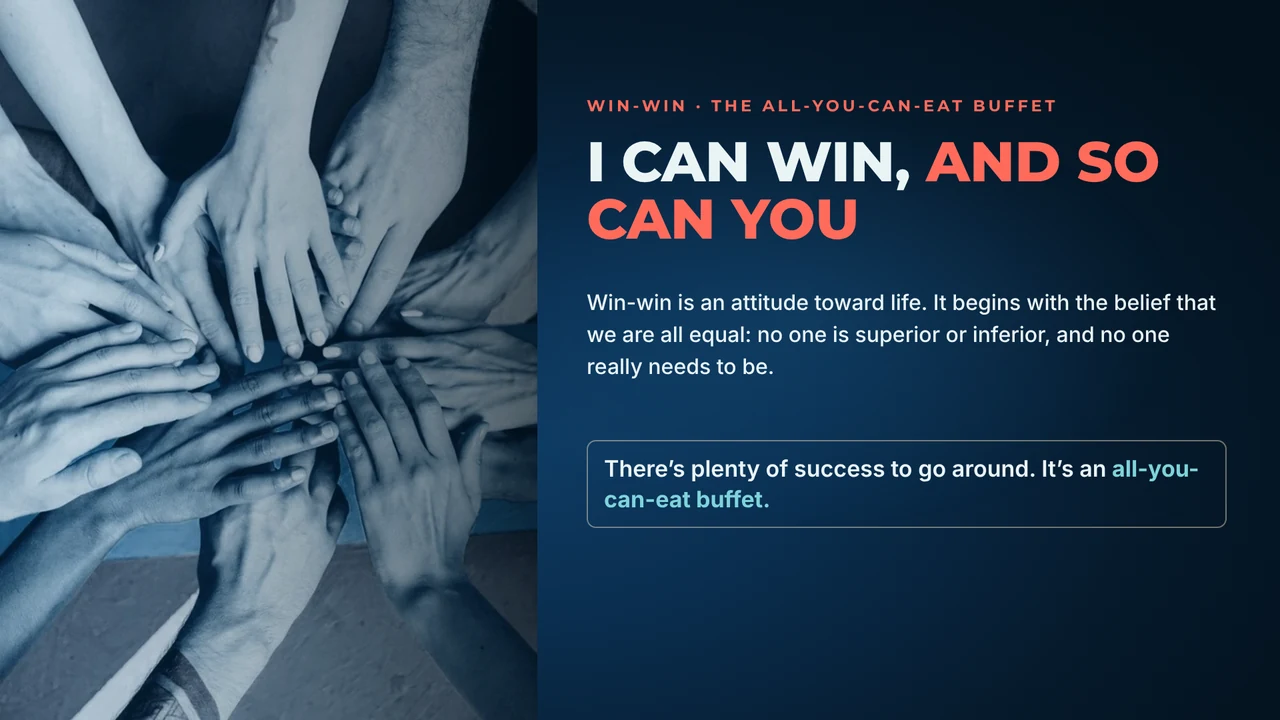 WIN-WIN · THE ALL-YOU-CAN-EAT BUFFET
I CAN WIN, AND SO
CAN YOU
Win-win is an attitude toward life. It begins with the belief that
we are all equal: no one is superior or inferior, and no one
really needs to be.
There’s plenty of success to go around. It’s an all-you-
can-eat buffet.